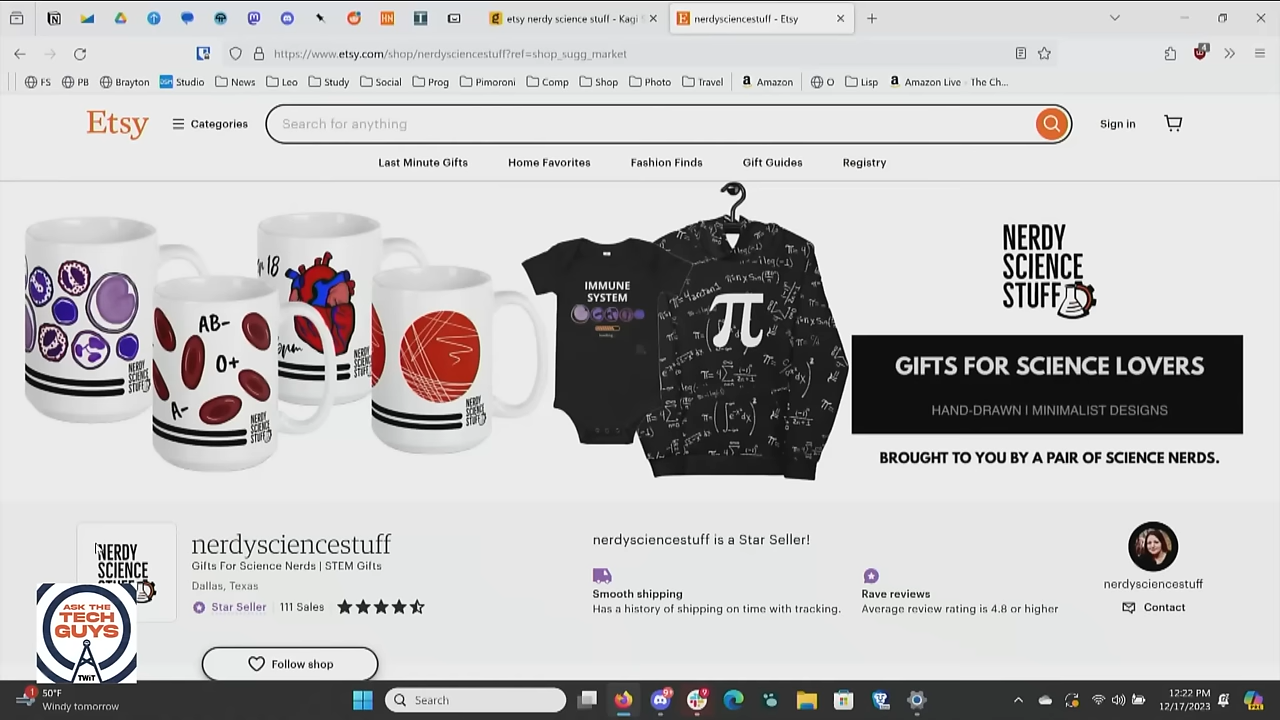 etsy nerdy science stuff - Kagi S
nerdysciencestuff - Etsy
https://www.etsy.com/shop/nerdysciencestuff?ref=shop_sugg_market
4
FS
PB
Brayton
Studio
News
Leo
Study
Social
Prog
Pimoroni
Comp
Shop
Photo
Travel
Amazon
O
Lisp
Amazon Live - The Ch...
Etsy
Categories
Search for anything
Sign in
Last Minute Gifts
Home Favorites
Fashion Finds
Gift Guides
Registry
AB-
O+
A-
NERDY
SCIENCE
STUFF
IMMUNE
SYSTEM
π
NERDY
SCIENCE
STUFF
GIFTS FOR SCIENCE LOVERS
HAND-DRAWN | MINIMALIST DESIGNS
BROUGHT TO YOU BY A PAIR OF SCIENCE NERDS.
NERDY
SCIENCE
STUFF
nerdysciencestuff
Gifts For Science Nerds | STEM Gifts
Dallas, Texas
Star Seller
111 Sales
Follow shop
nerdysciencestuff is a Star Seller!
Smooth shipping
Has a history of shipping on time with tracking.
Rave reviews
Average review rating is 4.8 or higher
nerdysciencestuff
Contact
ASK THE
TECH
GUYS
TWiT
1
50°F
Windy tomorrow
Search
12:22 PM
12/17/2023